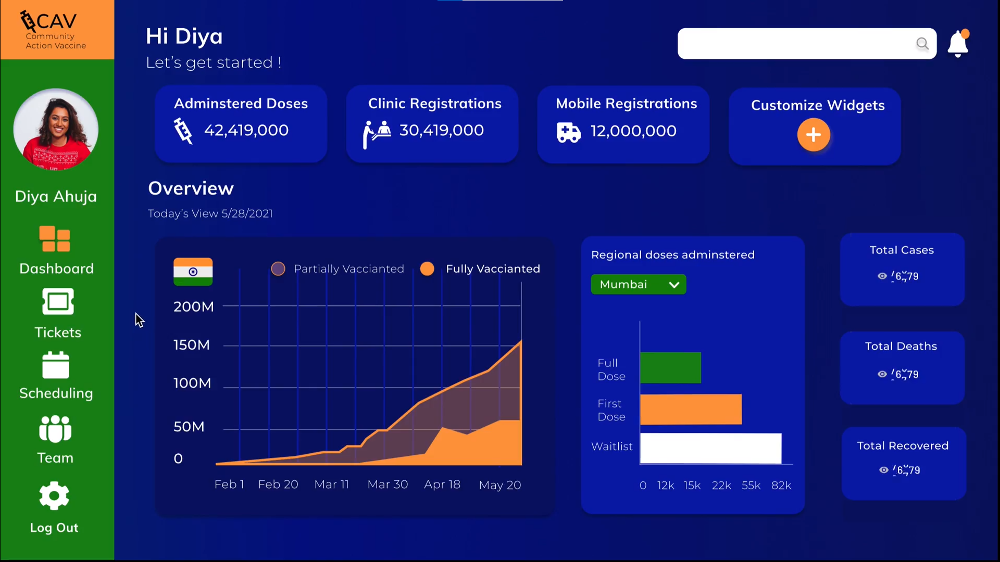 CAV
Community
Action Vaccine
Hi Diya
Let's get started !
Adminstered Doses
42,419,000
Clinic Registrations
30,419,000
Mobile Registrations
12,000,000
Customize Widgets
Diya Ahuja
Dashboard
Tickets
Scheduling
Team
Log Out
Overview
Today's View 5/28/2021
Partially Vaccianted
Fully Vaccianted
200M
150M
100M
50M
0
Feb 1 Feb 20 Mar 11 Mar 30 Apr 18 May 20
Regional doses adminstered
Mumbai
Full
Dose
First
Dose
Waitlist
0 12k 15k 22k 55k 82k
Total Cases
Total Deaths
Total Recovered